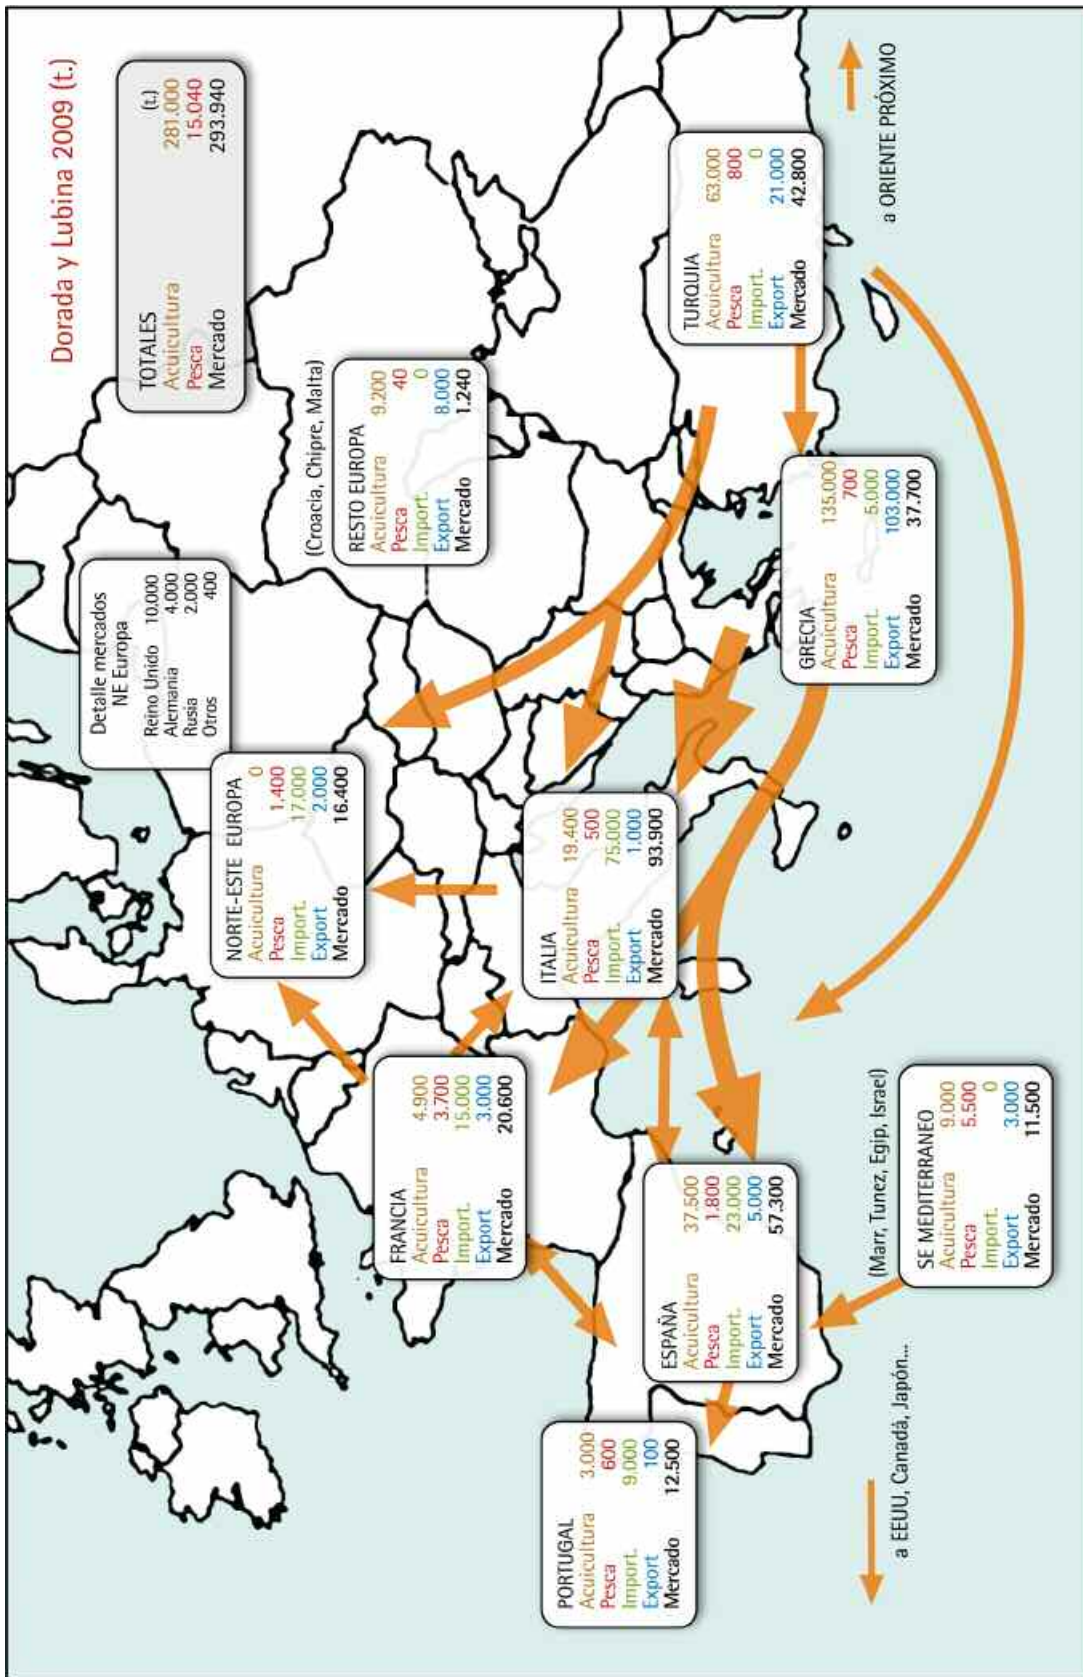 Dorada y Lubina 2009 (t.)
TOTALES (t.)
Acuicultura 281.000
Pesca 15.040
Mercado 293.940
Detalle mercados
NE Europa
Reino Unido 10.000
Alemania 4.000
Rusia 2.000
Otros 400
NORTE-ESTE EUROPA
Acuicultura 0
Pesca 1.400
Import. 17.000
Export 2.000
Mercado 16.400
(Croacia, Chipre, Malta)
RESTO EUROPA
Acuicultura 9.200
Pesca 40
Import. 0
Export 8.000
Mercado 1.240
FRANCIA
Acuicultura 4.900
Pesca 3.700
Import. 15.000
Export 3.000
Mercado 20.600
ITALIA
Acuicultura 19.400
Pesca 500
Import. 75.000
Export 1.000
Mercado 93.900
TURQUIA
Acuicultura 63.000
Pesca 800
Import. 0
Export 21.000
Mercado 42.800
PORTUGAL
Acuicultura 3.000
Pesca 600
Import. 9.000
Export 100
Mercado 12.500
ESPAÑA
Acuicultura 37.500
Pesca 1.800
Import. 23.000
Export 5.000
Mercado 57.300
GRECIA
Acuicultura 135.000
Pesca 700
Import. 5.000
Export 103.000
Mercado 37.700
(Marr, Tunez, Egip, Israel)
SE MEDITERRANEO
Acuicultura 9.000
Pesca 5.500
Import. 0
Export 3.000
Mercado 11.500
a EEUU, Canadá, Japón...
a ORIENTE PRÓXIMO